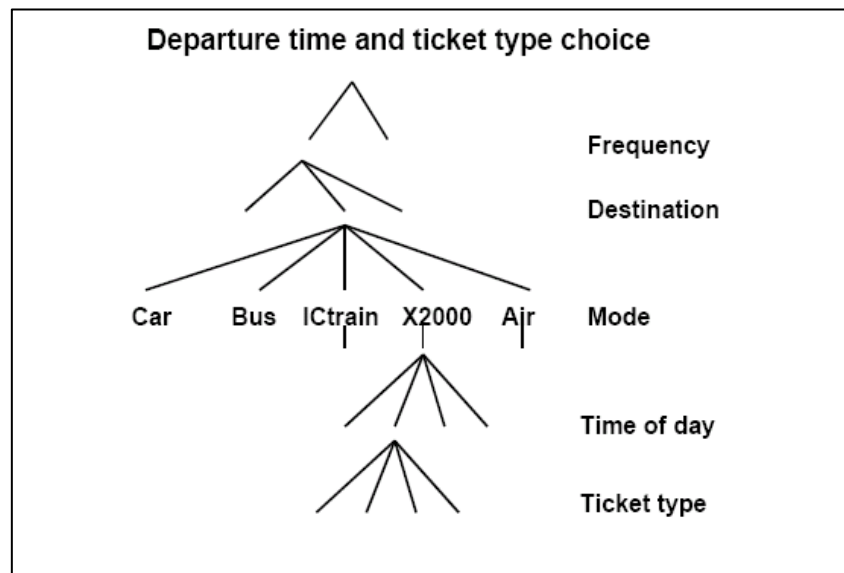 Departure time and ticket type choice
Frequency
Destination
Car Bus ICtrain X2000 Air Mode
Time of day
Ticket type